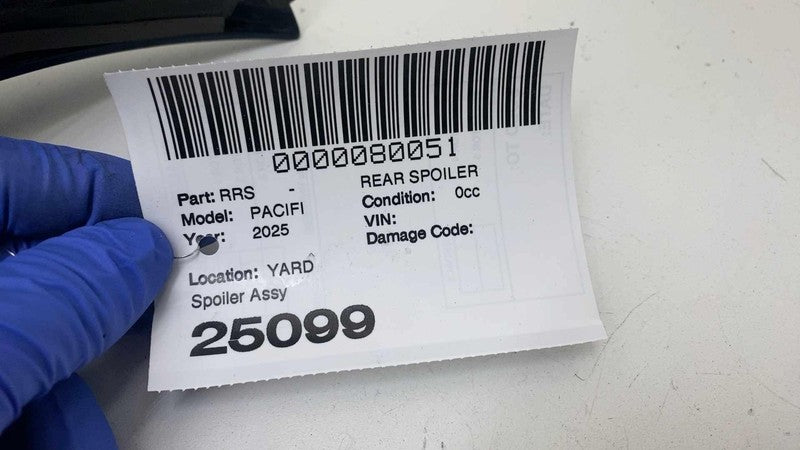 0000080051
Part: RRS - REAR SPOILER
Model: PACIFI Condition: 0cc
Year: 2025 VIN:
Damage Code:
Location: YARD
Spoiler Assy
25099